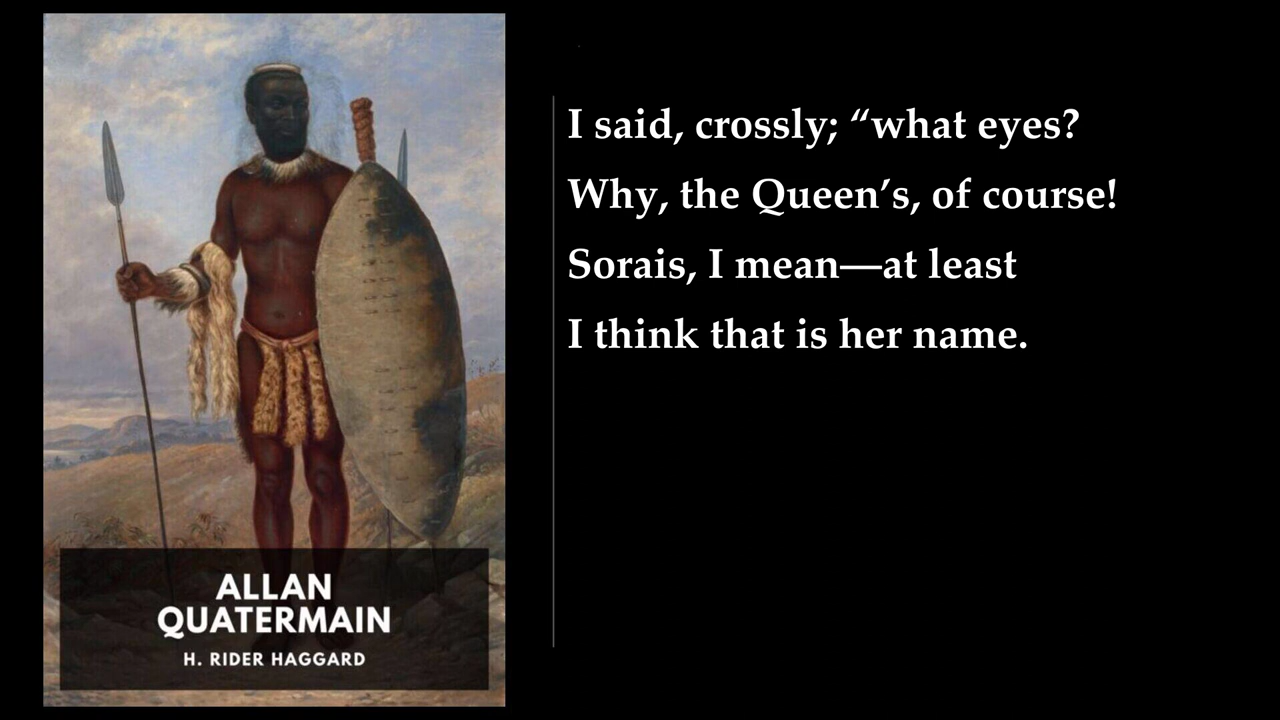 ALLAN
QUATERMAIN
H. RIDER HAGGARD
I said, crossly; “what eyes?
Why, the Queen’s, of course!
Sorais, I mean—at least
I think that is her name.